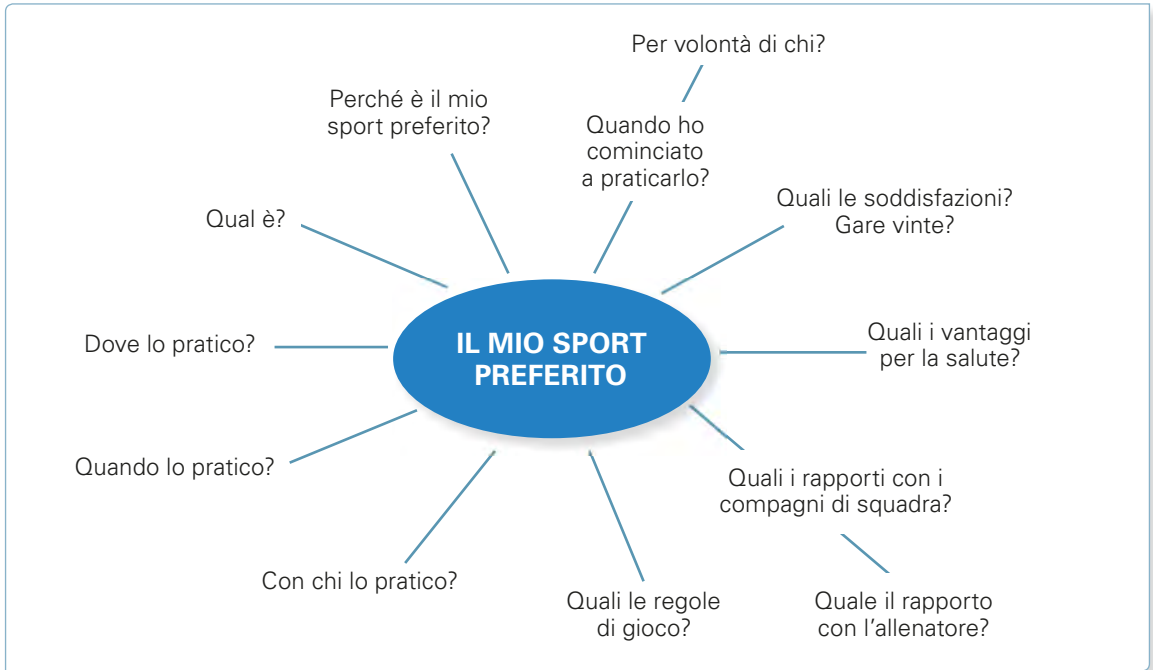 Per volontà di chi?
Perché è il mio
sport preferito?
Quando ho
cominciato
a praticarlo?
Quali le soddisfazioni?
Gare vinte?
Qual è?
IL MIO SPORT
PREFERITO
Dove lo pratico?
Quali i vantaggi
per la salute?
Quando lo pratico?
Quali i rapporti con i
compagni di squadra?
Con chi lo pratico?
Quali le regole
di gioco?
Quale il rapporto
con l'allenatore?